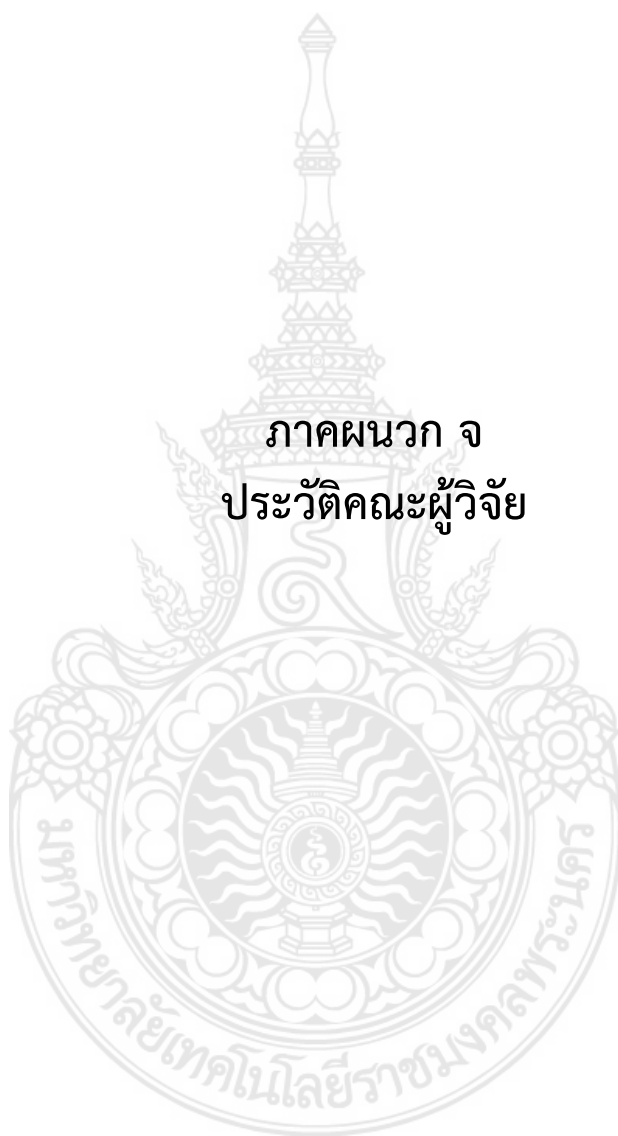 ภาคผนวก จ
ประวัติคณะผู้วิจัย
มหาวิทยาลัยเทคโนโลยีราชมงคลพระนคร